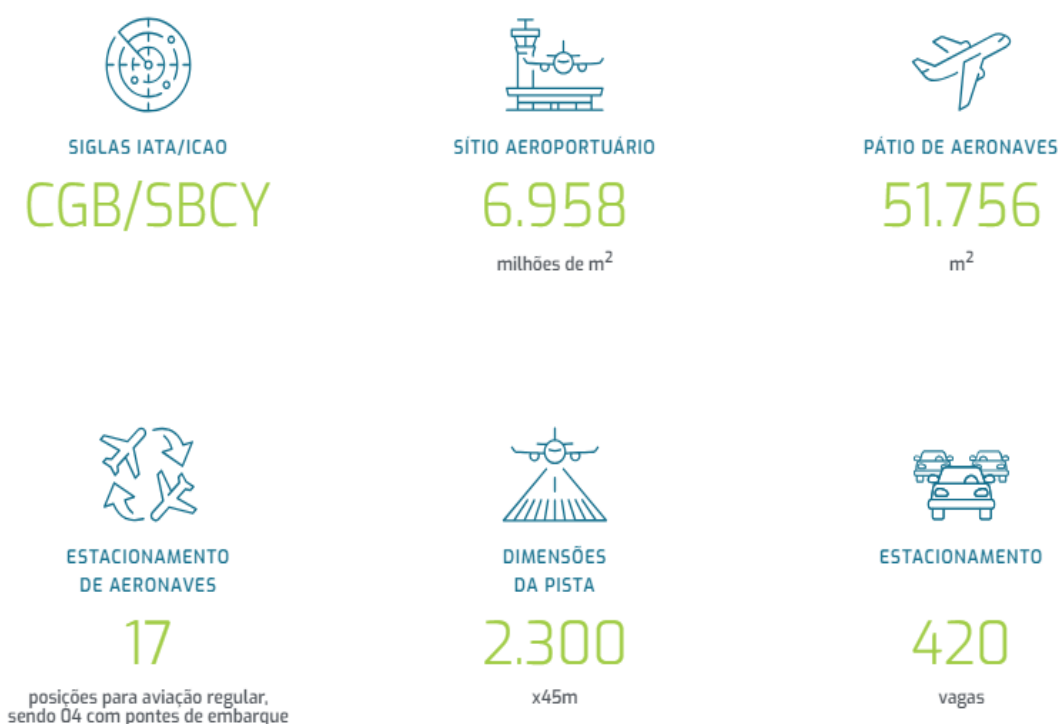 SIGLAS IATA/ICAO
CGB/SBCY
SÍTIO AEROPORTUÁRIO
6.958
milhões de m²
PÁTIO DE AERONAVES
51.756
m²
ESTACIONAMENTO
DE AERONAVES
17
posições para aviação regular,
sendo 04 com pontes de embarque
DIMENSÕES
DA PISTA
2.300
x45m
ESTACIONAMENTO
420
vagas